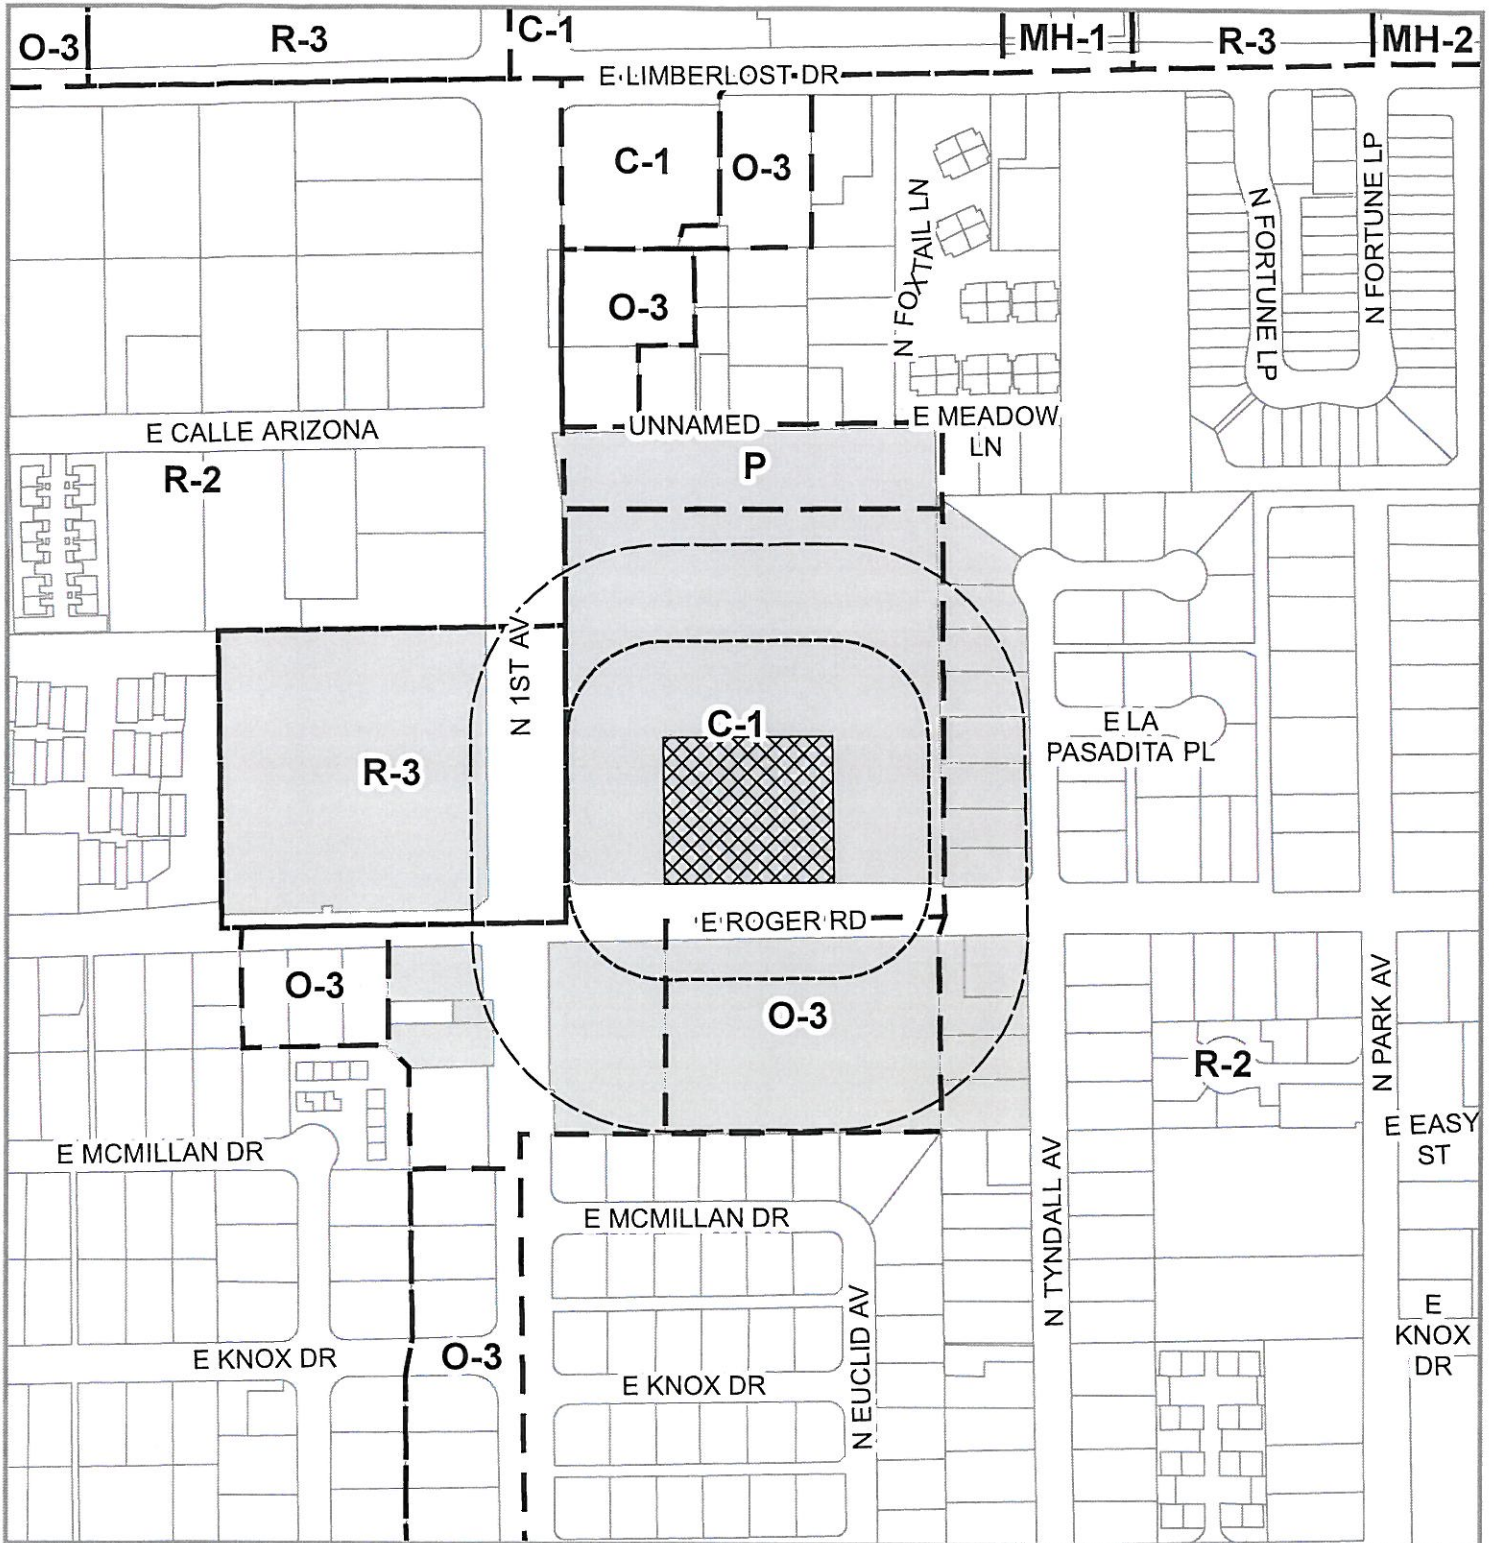 O-3
R-3
C-1
MH-1
R-3
MH-2
E LIMBERLOST DR
C-1
O-3
N FOXTAIL LN
N FORTUNE LP
N FORTUNE LP
O-3
E CALLE ARIZONA
UNNAMED
E MEADOW
LN
R-2
P
N 1ST AV
R-3
C-1
E LA
PASADITA PL
E ROGER RD
O-3
O-3
R-2
N PARK AV
E MCMILLAN DR
E EASY
ST
E MCMILLAN DR
N TYNDALL AV
E KNOX DR
O-3
E KNOX DR
N EUCLID AV
E
KNOX
DR